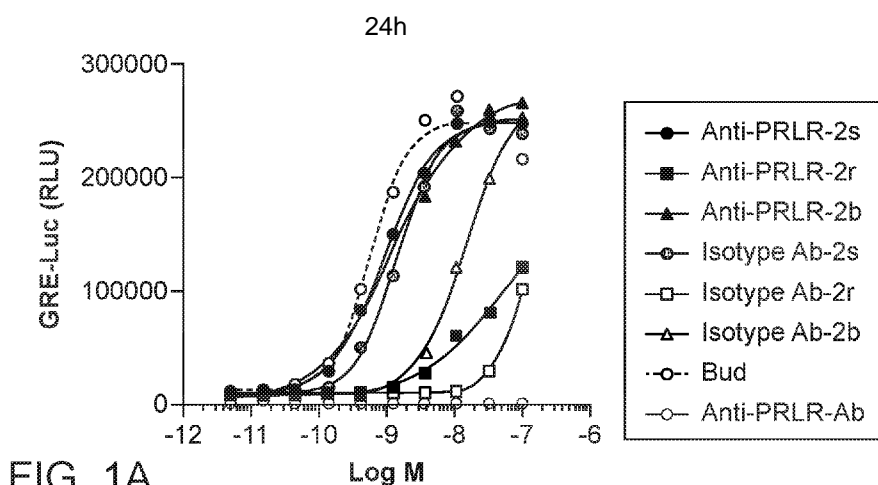 24h
300000
200000
100000
0
GRE-Luc (RLU)
-12 -11 -10 -9 -8 -7 -6
Log M
Anti-PRLR-2s
Anti-PRLR-2r
Anti-PRLR-2b
Isotype Ab-2s
Isotype Ab-2r
Isotype Ab-2b
Bud
Anti-PRLR-Ab
FIG. 1A